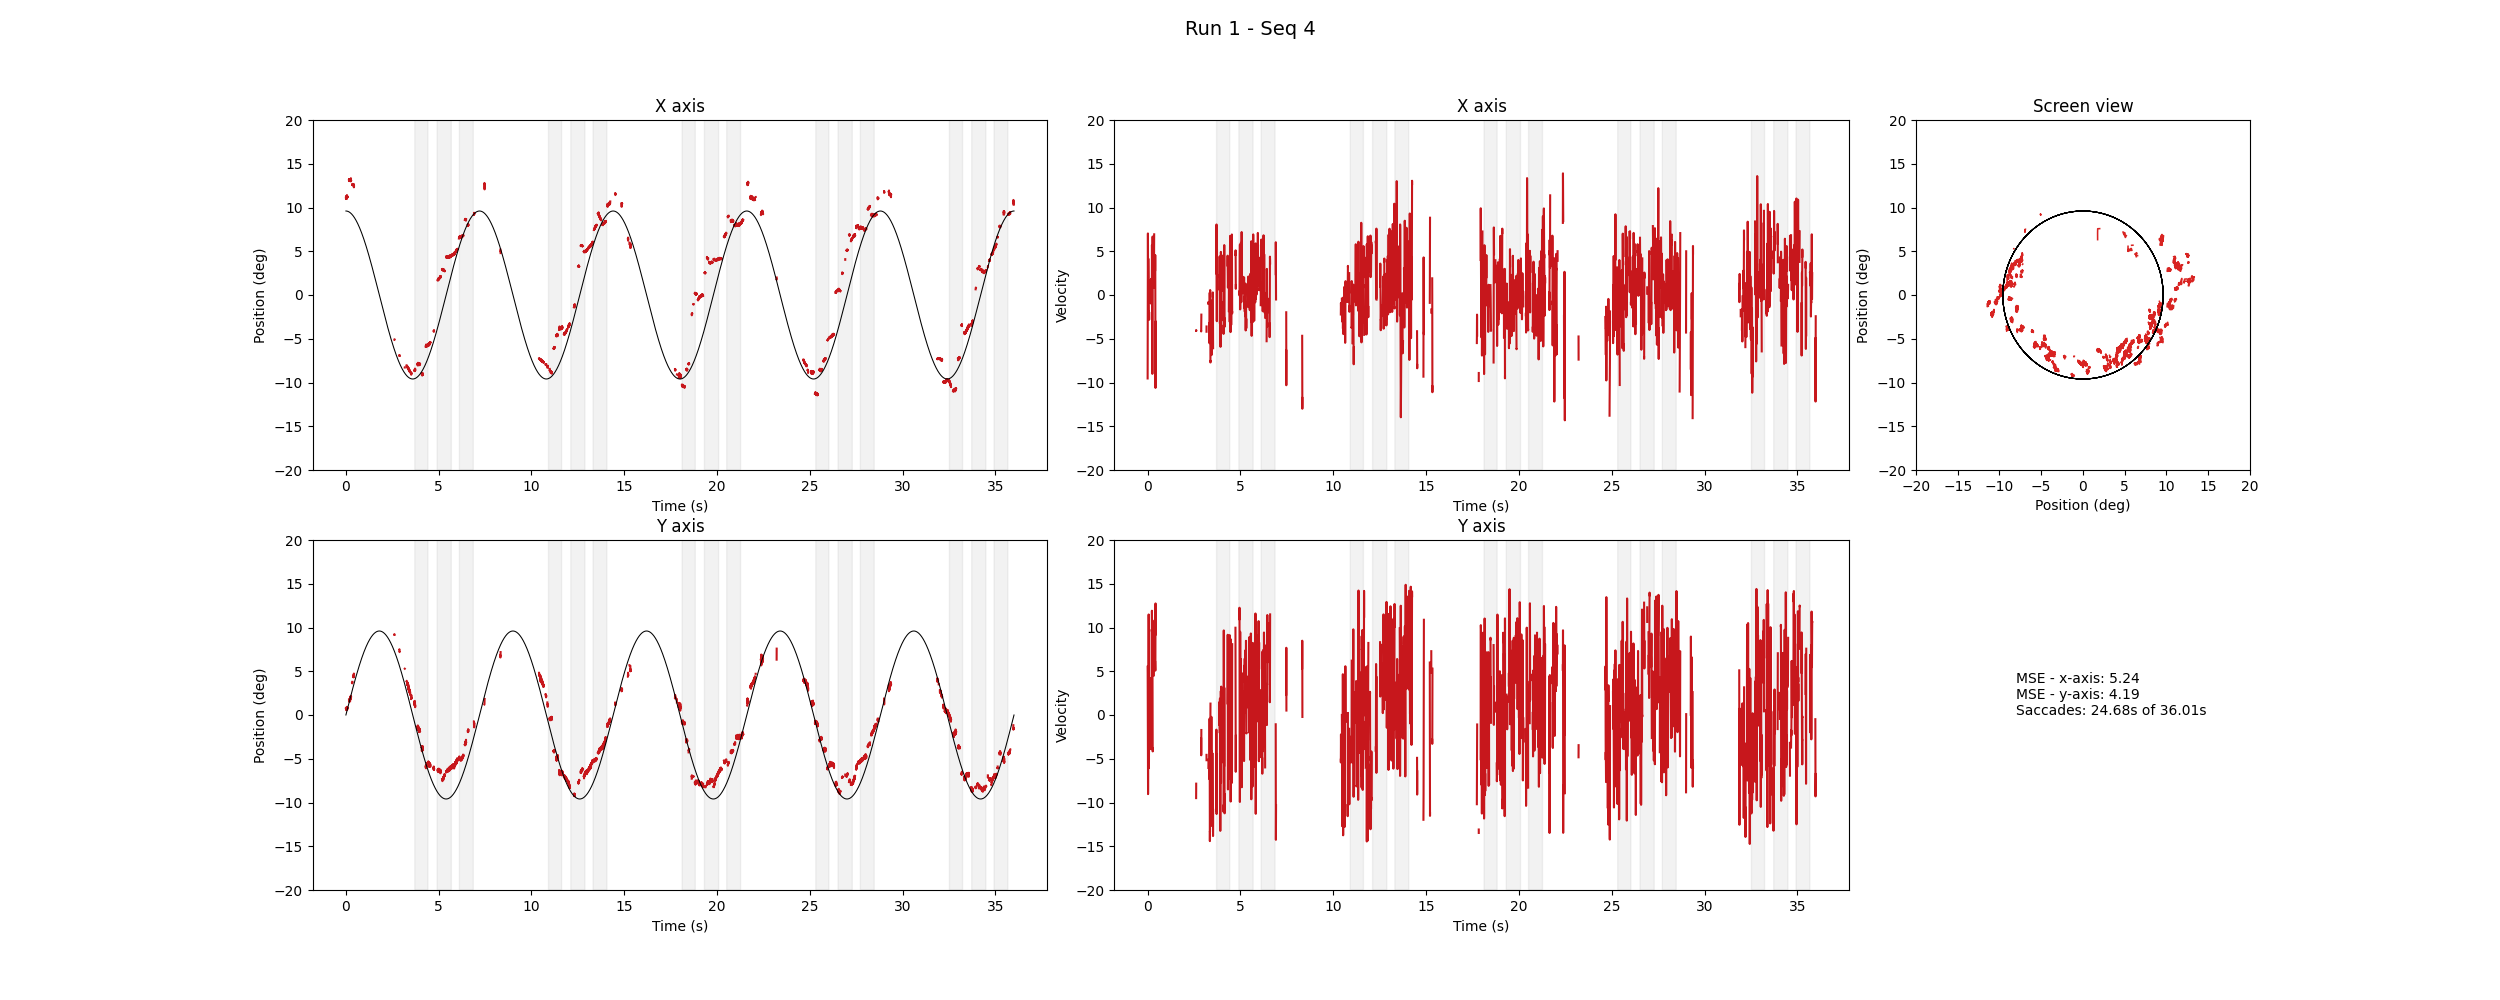 Run 1 - Seq 4
X axis
20
15
10
5
0
−5
−10
−15
−20
Position (deg)
0 5 10 15 20 25 30 35
Time (s)
X axis
20
15
10
5
0
−5
−10
−15
−20
Velocity
0 5 10 15 20 25 30 35
Time (s)
Screen view
20
15
10
5
0
−5
−10
−15
−20
Position (deg)
−20 −15 −10 −5 0 5 10 15 20
Position (deg)
Y axis
20
15
10
5
0
−5
−10
−15
−20
Position (deg)
0 5 10 15 20 25 30 35
Time (s)
Y axis
20
15
10
5
0
−5
−10
−15
−20
Velocity
0 5 10 15 20 25 30 35
Time (s)
MSE - x-axis: 5.24
MSE - y-axis: 4.19
Saccades: 24.68s of 36.01s